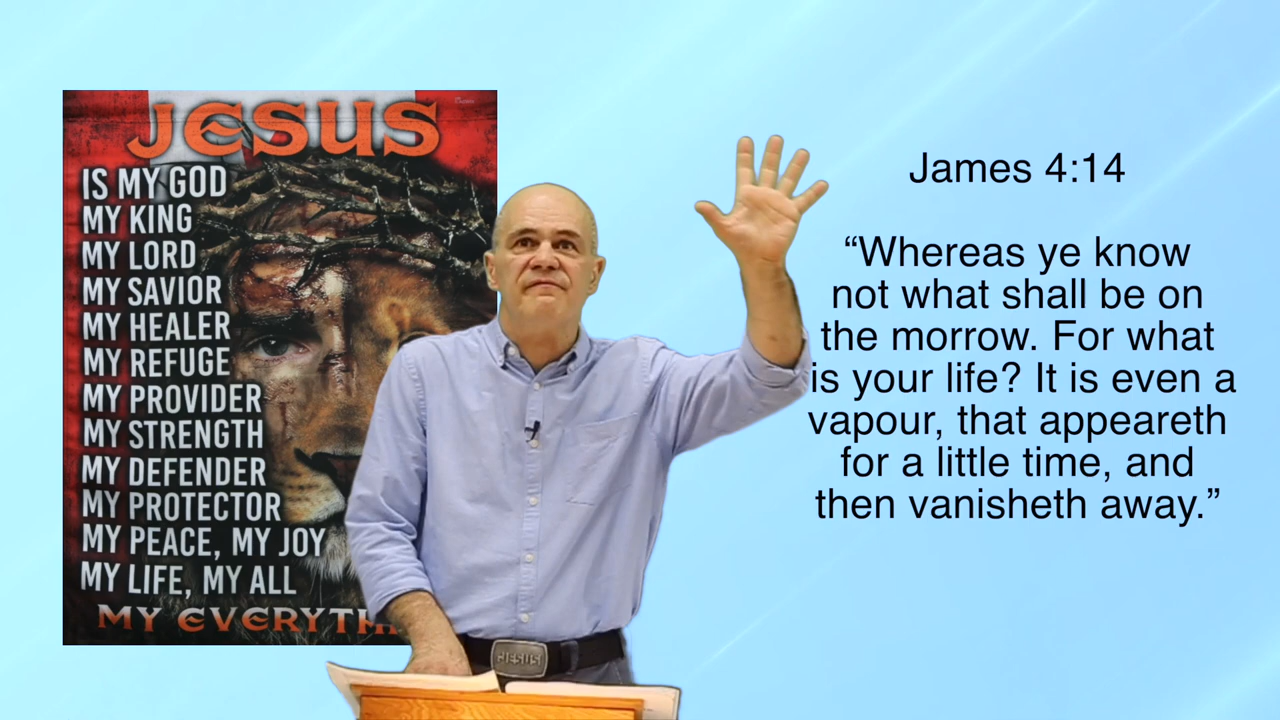 JESUS
IS MY GOD
MY KING
MY LORD
MY SAVIOR
MY HEALER
MY REFUGE
MY PROVIDER
MY STRENGTH
MY DEFENDER
MY PROTECTOR
MY PEACE, MY JOY
MY LIFE, MY ALL
MY EVERYTH
JESUS
James 4:14
“Whereas ye know
not what shall be on
the morrow. For what
is your life? It is even a
vapour, that appeareth
for a little time, and
then vanisheth away.”